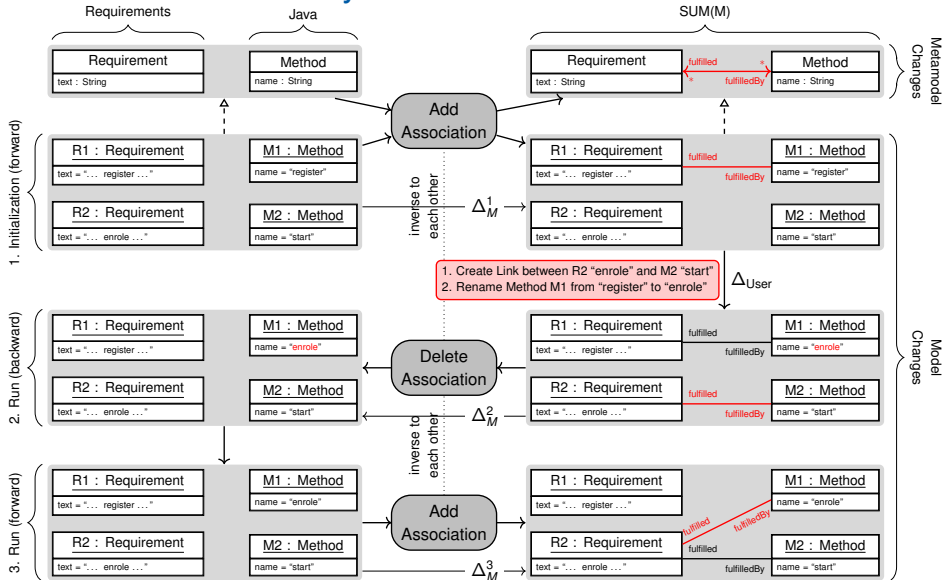 Requirements
Java
SUM(M)
Requirement
text : String
Method
name : String
Requirement
text : String
fulfilled
*
*
fulfilledBy
Method
name : String
Metamodel
Changes
Add
Association
1. Initialization (forward)
R1 : Requirement
text = “... register ...”
M1 : Method
name = “register”
R2 : Requirement
text = “... enrole ...”
M2 : Method
name = “start”
inverse to
each other
Δ¹M
R1 : Requirement
text = “... register ...”
fulfilled
fulfilledBy
M1 : Method
name = “register”
R2 : Requirement
text = “... enrole ...”
M2 : Method
name = “start”
1. Create Link between R2 “enrole” and M2 “start”
2. Rename Method M1 from “register” to “enrole”
ΔUser
Model
Changes
2. Run (backward)
R1 : Requirement
text = “... register ...”
M1 : Method
name = “enrole”
R2 : Requirement
text = “... enrole ...”
M2 : Method
name = “start”
Delete
Association
Δ²M
R1 : Requirement
text = “... register ...”
fulfilled
fulfilledBy
M1 : Method
name = “enrole”
R2 : Requirement
text = “... enrole ...”
fulfilled
fulfilledBy
M2 : Method
name = “start”
inverse to
each other
3. Run (forward)
R1 : Requirement
text = “... register ...”
M1 : Method
name = “enrole”
R2 : Requirement
text = “... enrole ...”
M2 : Method
name = “start”
Add
Association
Δ³M
R1 : Requirement
text = “... register ...”
M1 : Method
name = “enrole”
fulfilled
fulfilledBy
R2 : Requirement
text = “... enrole ...”
fulfilled
fulfilledBy
M2 : Method
name = “start”